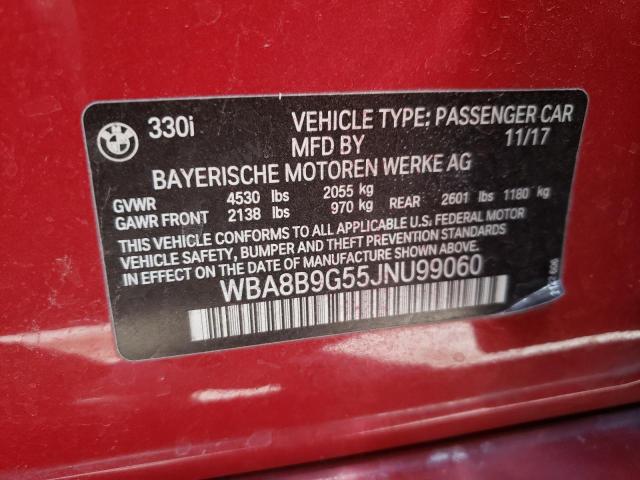 330i VEHICLE TYPE: PASSENGER CAR
MFD BY 11/17
BAYERISCHE MOTOREN WERKE AG
GVWR 4530 lbs 2055 kg
GAWR FRONT 2138 lbs 970 kg REAR 2601 lbs 1180 kg
THIS VEHICLE CONFORMS TO ALL APPLICABLE U.S. FEDERAL MOTOR
VEHICLE SAFETY, BUMPER, AND THEFT PREVENTION STANDARDS
IN EFFECT ON THE DATE OF MANUFACTURE SHOWN ABOVE.
WBA8B9G55JNU99060